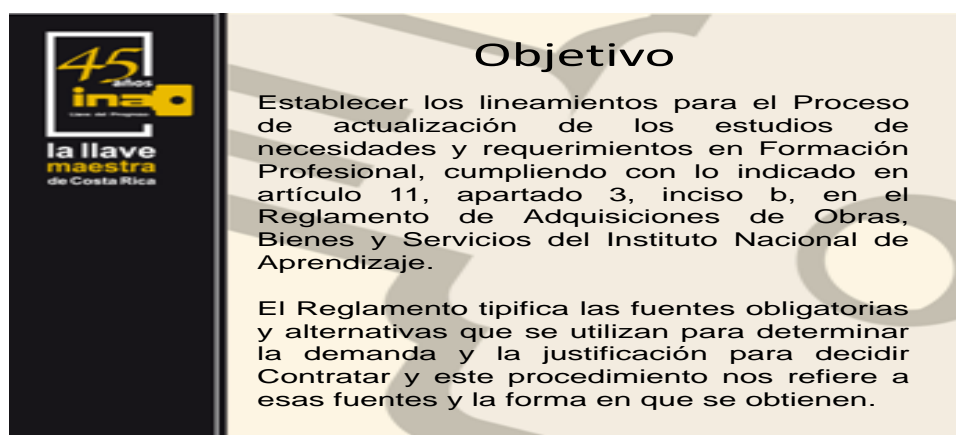 45
años
ina
Llave del Progreso
la llave
maestra
de Costa Rica
Objetivo
Establecer los lineamientos para el Proceso
de actualización de los estudios de
necesidades y requerimientos en Formación
Profesional, cumpliendo con lo indicado en
artículo 11, apartado 3, inciso b, en el
Reglamento de Adquisiciones de Obras,
Bienes y Servicios del Instituto Nacional de
Aprendizaje.
El Reglamento tipifica las fuentes obligatorias
y alternativas que se utilizan para determinar
la demanda y la justificación para decidir
Contratar y este procedimiento nos refiere a
esas fuentes y la forma en que se obtienen.